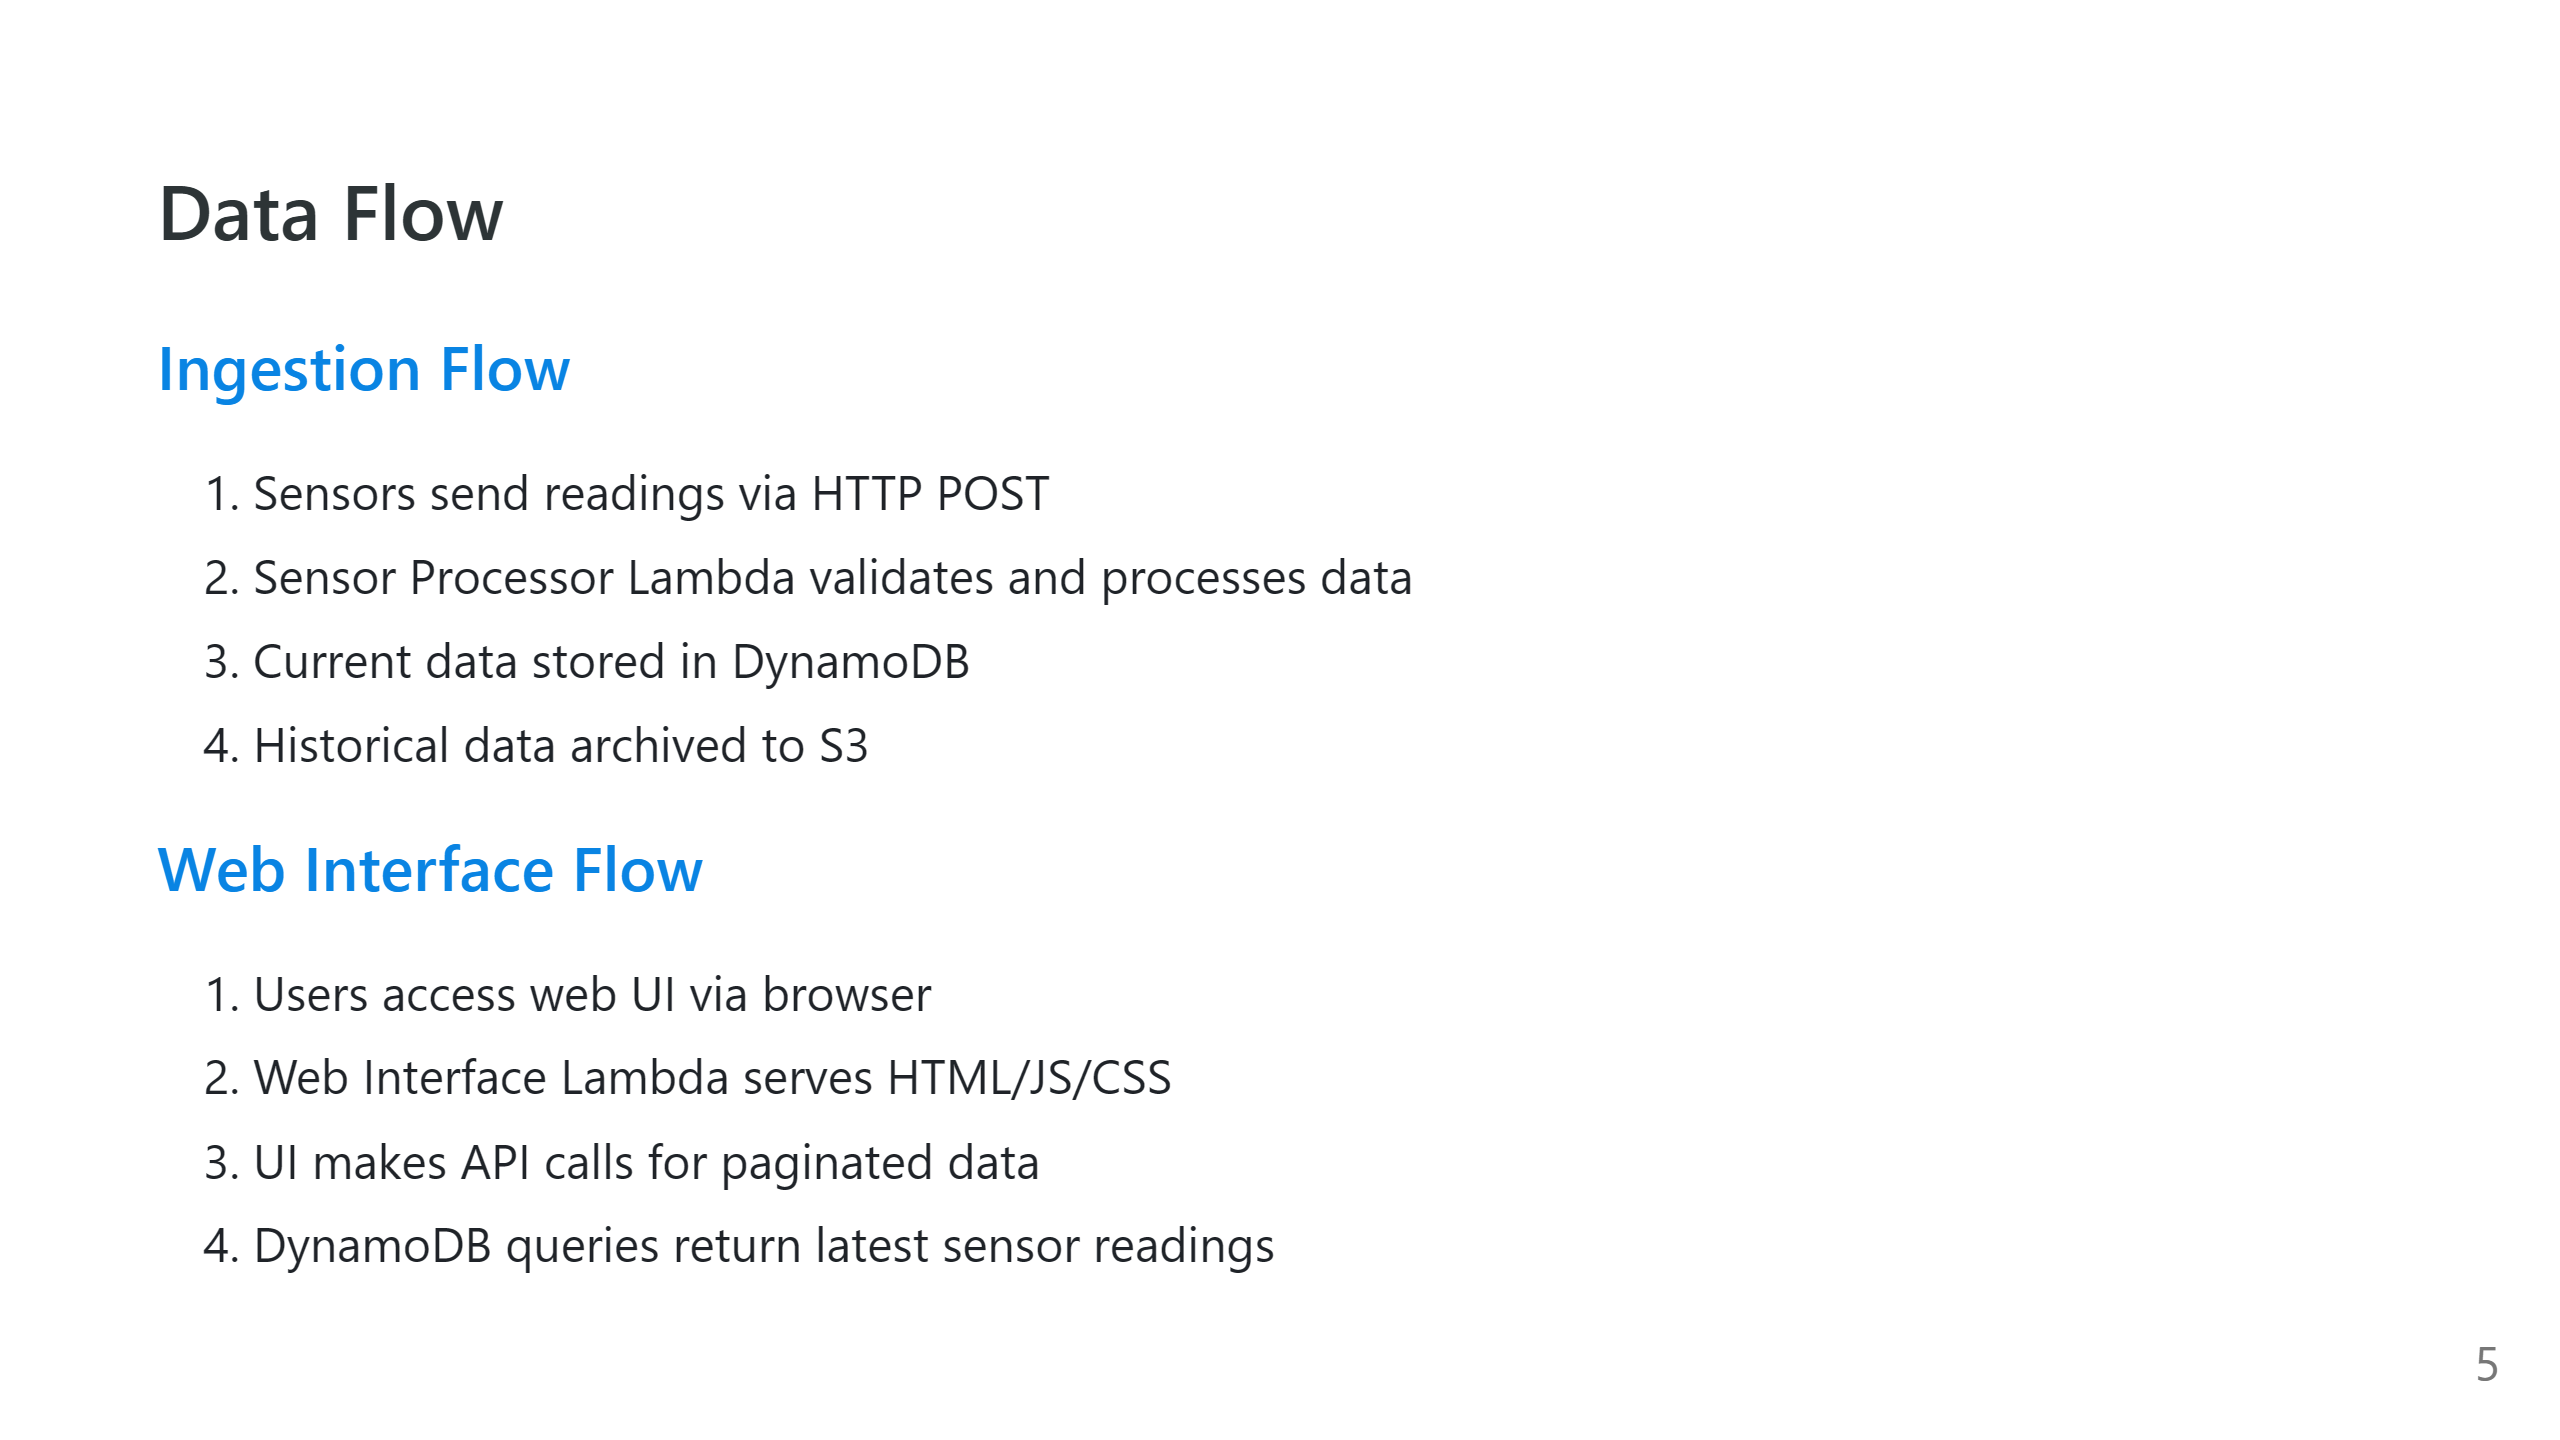 Data Flow
Ingestion Flow
1. Sensors send readings via HTTP POST
2. Sensor Processor Lambda validates and processes data
3. Current data stored in DynamoDB
4. Historical data archived to S3
Web Interface Flow
1. Users access web UI via browser
2. Web Interface Lambda serves HTML/JS/CSS
3. UI makes API calls for paginated data
4. DynamoDB queries return latest sensor readings
5